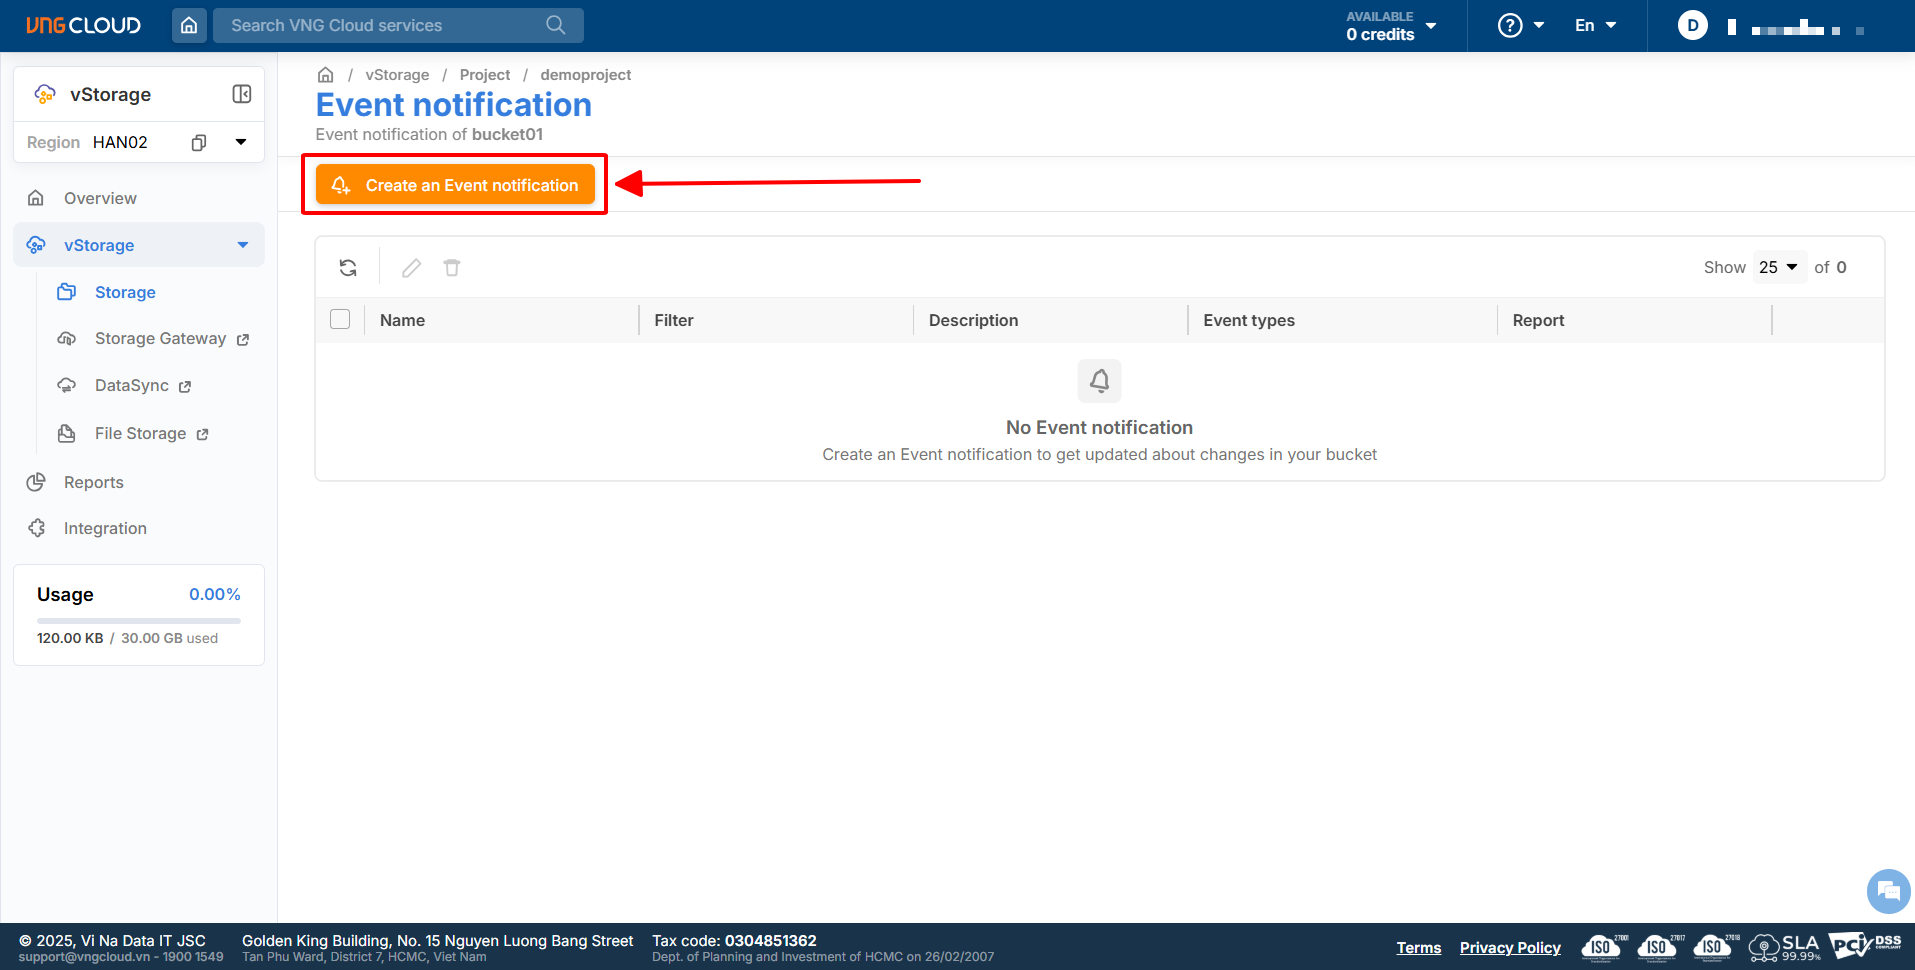 VNG CLOUD
Search VNG Cloud services
AVAILABLE
0 credits
?
En
D
vStorage
Region HAN02
Overview
vStorage
Storage
Storage Gateway
DataSync
File Storage
Reports
Integration
Usage 0.00%
120.00 KB / 30.00 GB used
/ vStorage / Project / demoproject
Event notification
Event notification of bucket01
Create an Event notification
Show 25 of 0
Name Filter Description Event types Report
No Event notification
Create an Event notification to get updated about changes in your bucket
© 2025, Vi Na Data IT JSC
support@vngcloud.vn - 1900 1549
Golden King Building, No. 15 Nguyen Luong Bang Street
Tan Phu Ward, District 7, HCMC, Viet Nam
Tax code: 0304851362
Dept. of Planning and Investment of HCMC on 26/02/2007
Terms
Privacy Policy
ISO 27001
ISO 27017
ISO 27018
SLA
99.99%
PCI DSS
COMPLIANT